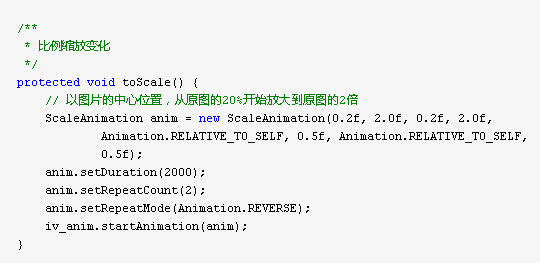 /**
 * 比例缩放变化
 */
protected void toScale() {
    // 以图片的中心位置，从原图的20%开始放大到原图的2倍
    ScaleAnimation anim = new ScaleAnimation(0.2f, 2.0f, 0.2f, 2.0f,
            Animation.RELATIVE_TO_SELF, 0.5f, Animation.RELATIVE_TO_SELF,
            0.5f);
    anim.setDuration(2000);
    anim.setRepeatCount(2);
    anim.setRepeatMode(Animation.REVERSE);
    iv_anim.startAnimation(anim);
}